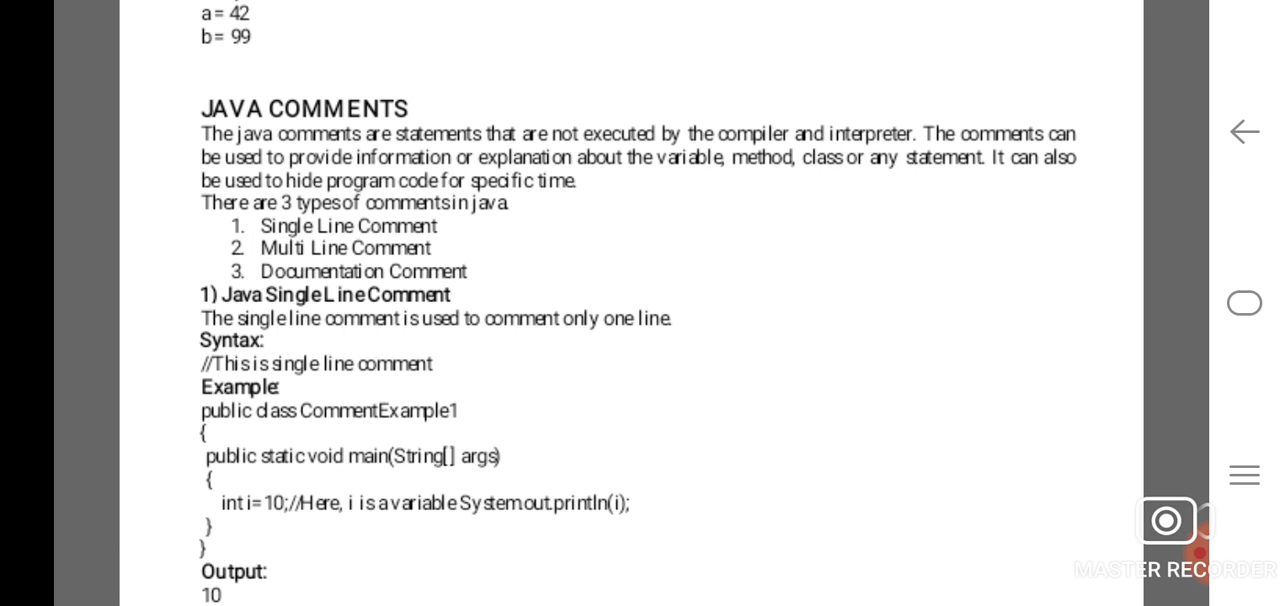 a= 42
b= 99
JAVA COMMENTS
The java comments are statements that are not executed by the compiler and interpreter. The comments can
be used to provide information or explanation about the variable, method, class or any statement. It can also
be used to hide program code for specific time.
There are 3 types of comments in java.
1. Single Line Comment
2. Multi Line Comment
3. Documentation Comment
1) Java Single Line Comment
The single line comment is used to comment only one line.
Syntax:
//This is single line comment
Example:
public class CommentExample1
{
public static void main(String[] args)
{
int i=10;//Here, i is a variable System.out.println(i);
}
}
Output:
10
MASTER RECORDER